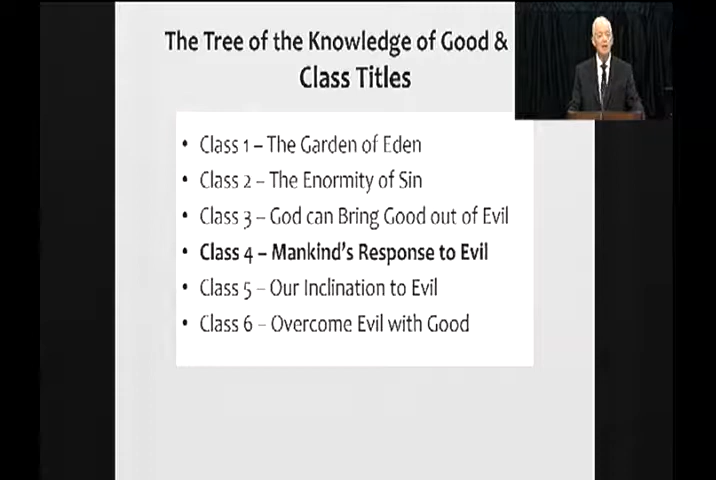 The Tree of the Knowledge of Good &
Class Titles
• Class 1 – The Garden of Eden
• Class 2 – The Enormity of Sin
• Class 3 – God can Bring Good out of Evil
• Class 4 – Mankind's Response to Evil
• Class 5 – Our Inclination to Evil
• Class 6 – Overcome Evil with Good